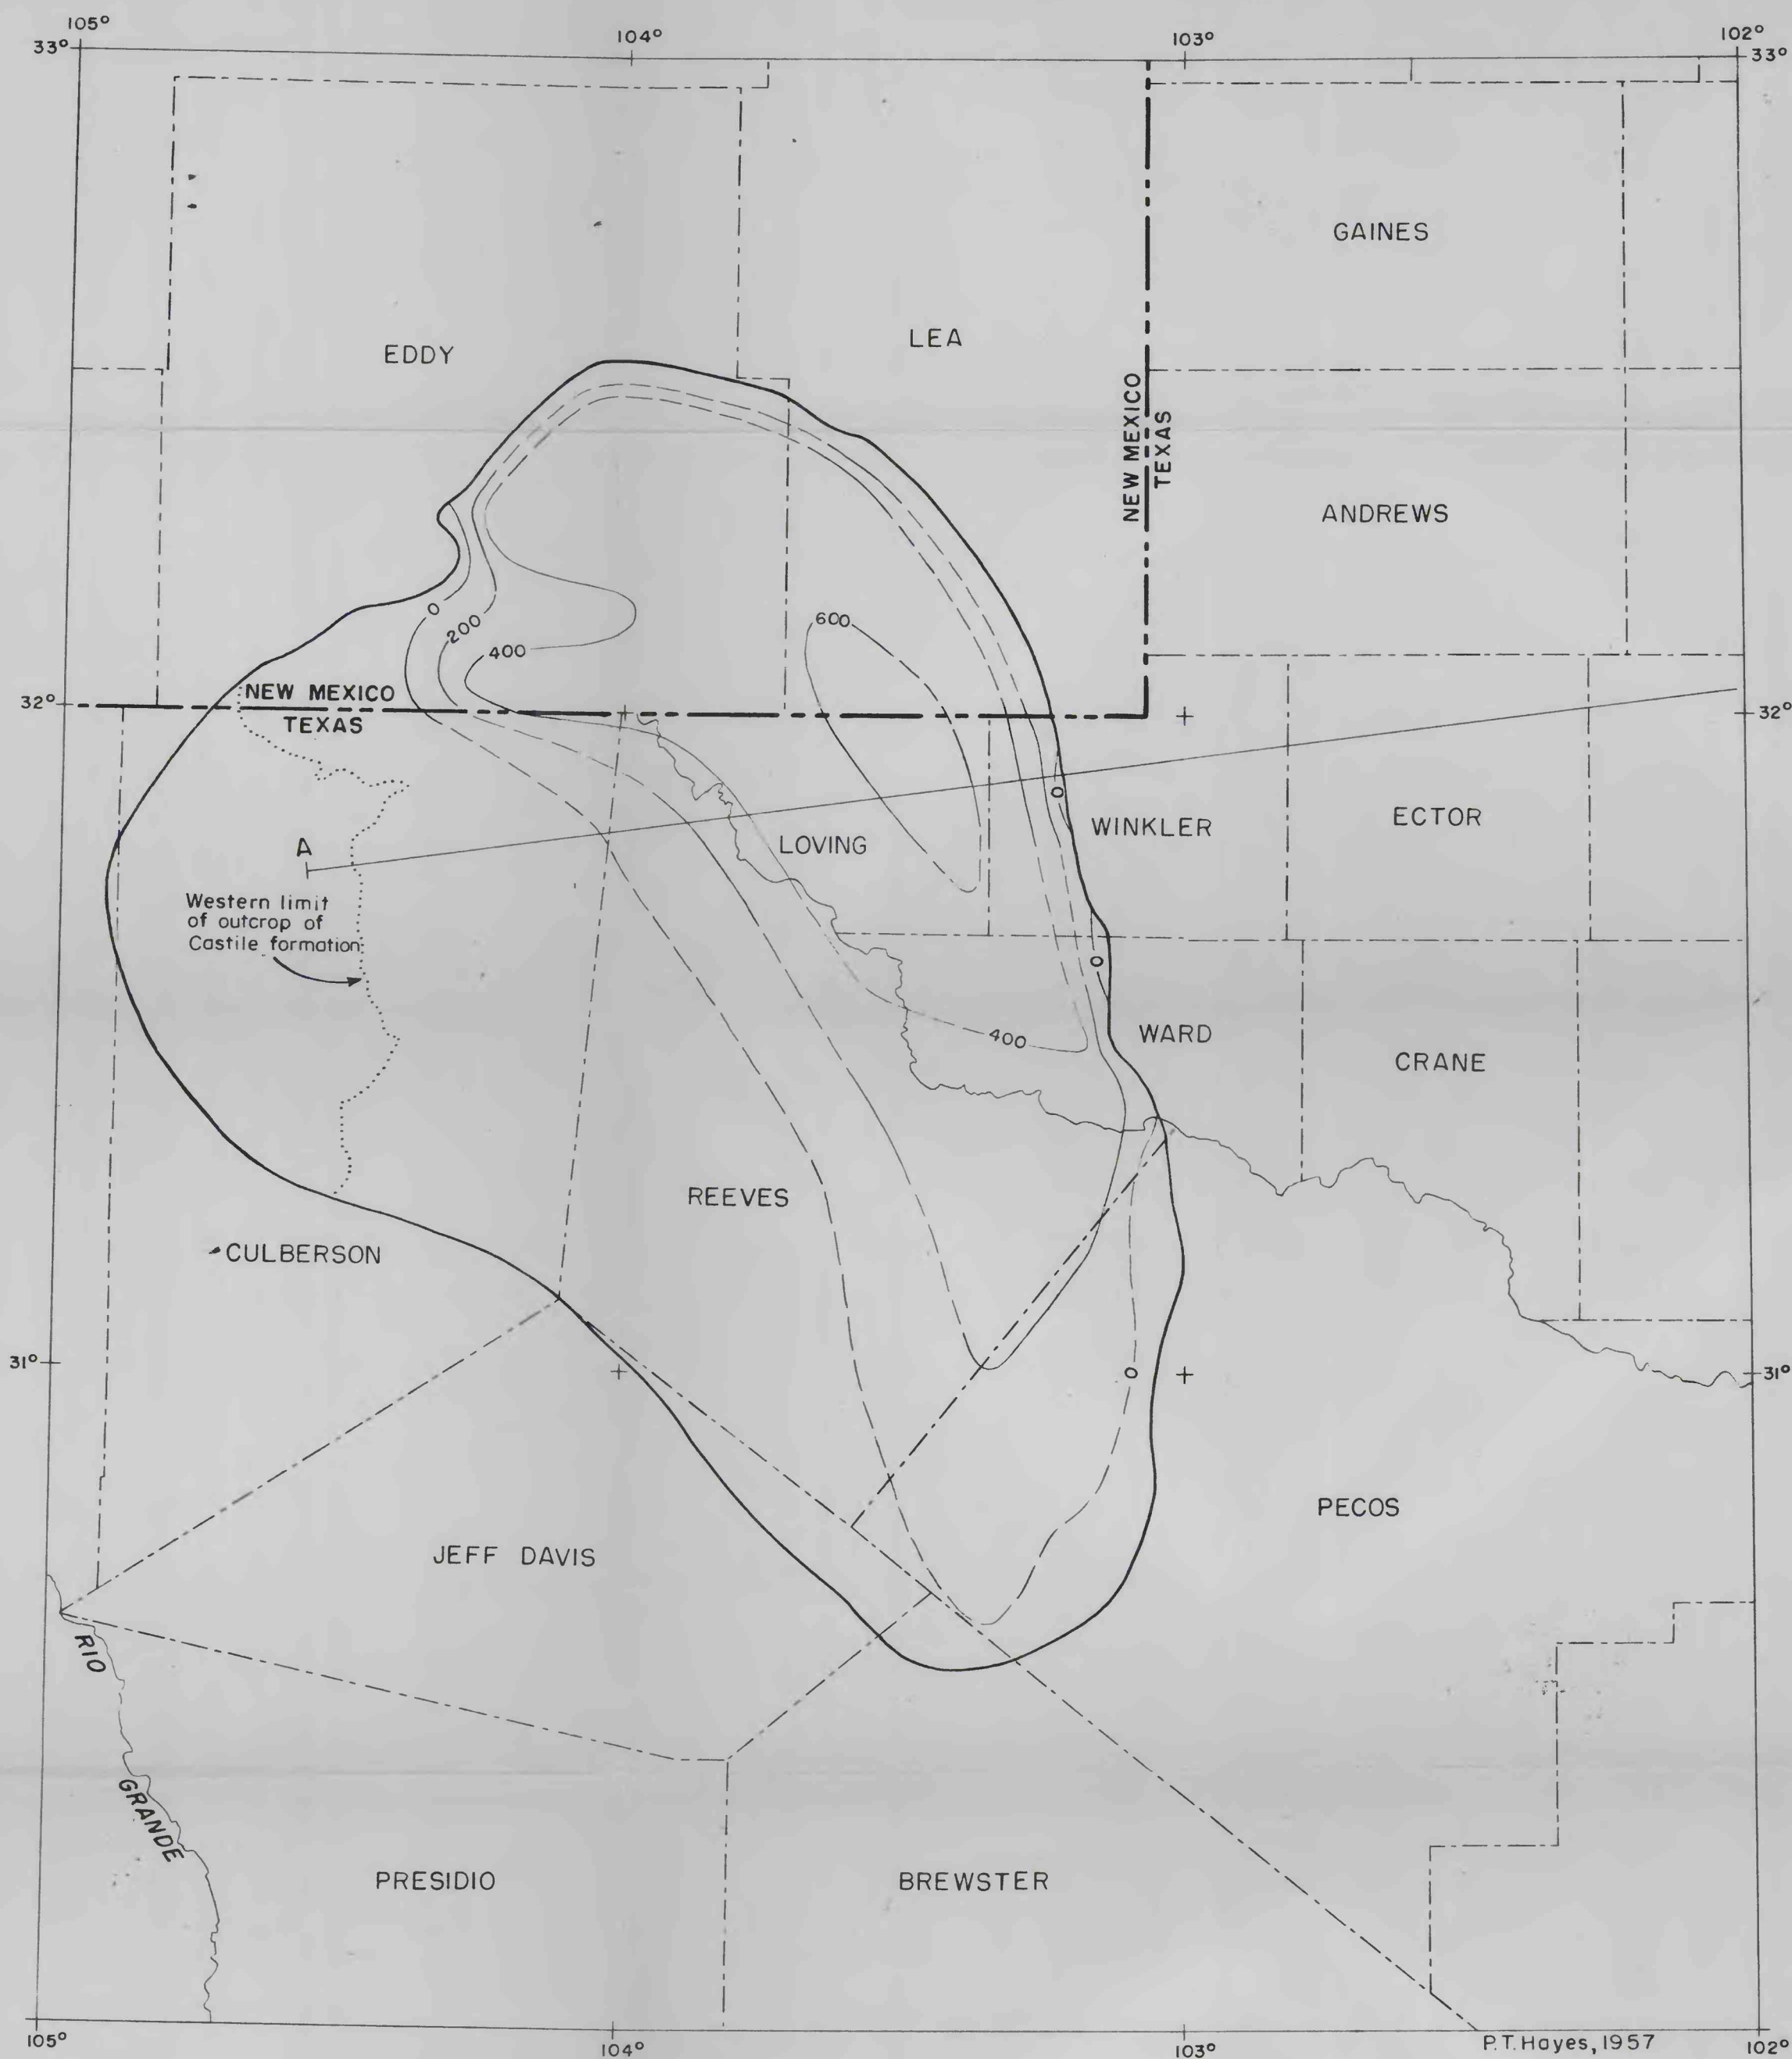 105°
104°
103°
102°
33°
33°
GAINES
LEA
EDDY
NEW MEXICO
TEXAS
ANDREWS
0
200
400
600
32°
NEW MEXICO
TEXAS
32°
0
WINKLER
ECTOR
LOVING
A
Western limit
of outcrop of
Castile formation
0
400
WARD
CRANE
REEVES
CULBERSON
31°
0
31°
PECOS
JEFF DAVIS
RIO
GRANDE
PRESIDIO
BREWSTER
P.T. Hayes, 1957
105°
104°
103°
102°